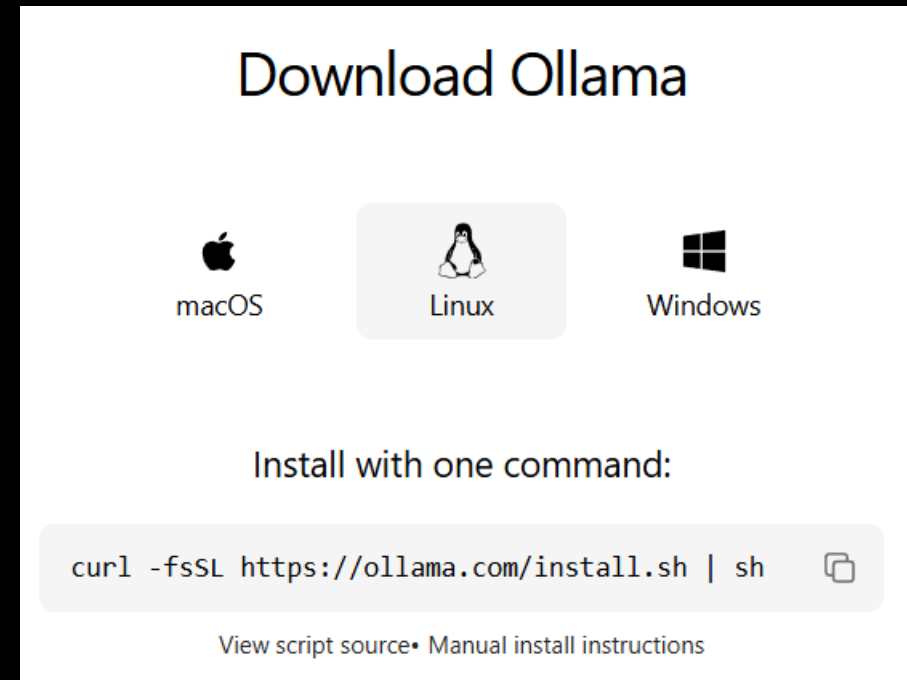 Download Ollama
macOS
Linux
Windows
Install with one command:
curl -fsSL https://ollama.com/install.sh | sh
View script source• Manual install instructions